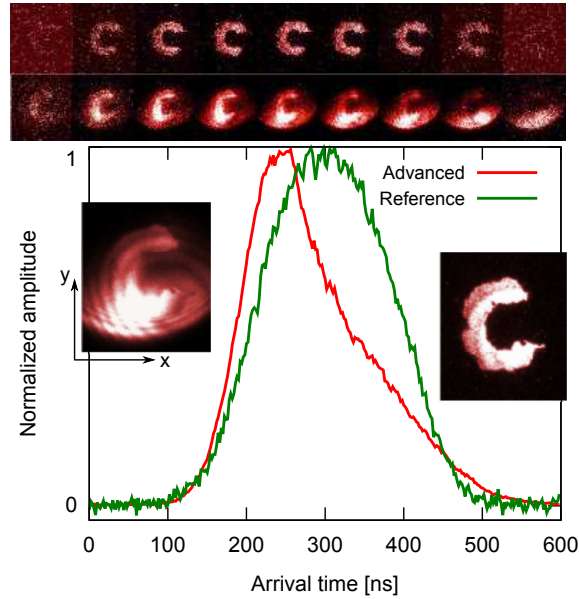 1
Advanced
Reference
y
x
Normalized amplitude
0
0 100 200 300 400 500 600
Arrival time [ns]